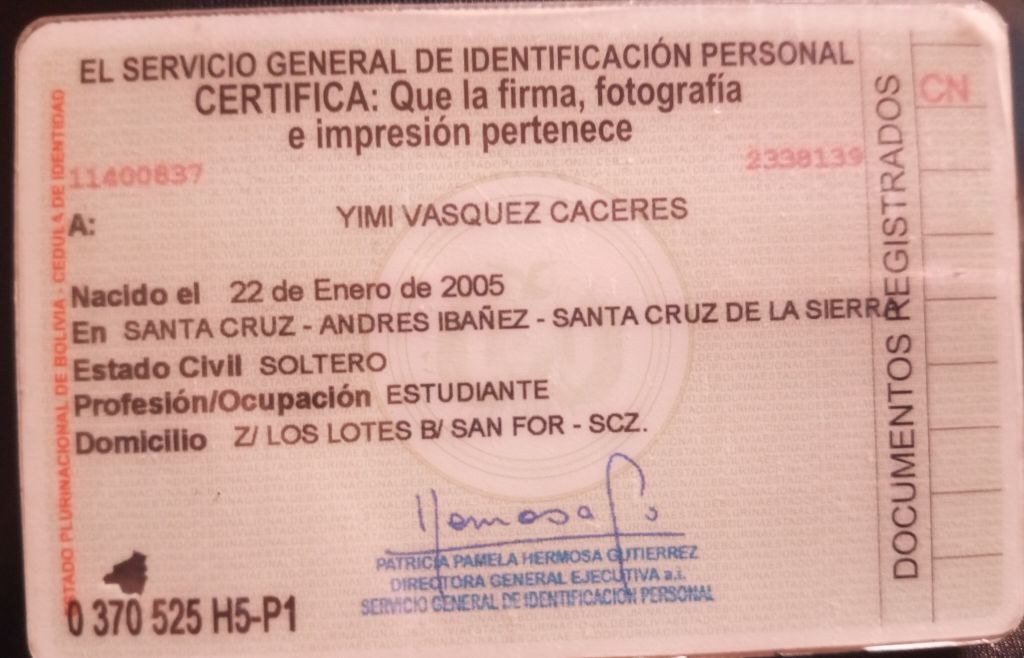 EL SERVICIO GENERAL DE IDENTIFICACIÓN PERSONAL
CERTIFICA: Que la firma, fotografía
e impresión pertenece
11400837
2338139
A: YIMI VASQUEZ CACERES
Nacido el 22 de Enero de 2005
En SANTA CRUZ - ANDRES IBAÑEZ - SANTA CRUZ DE LA SIERRA
Estado Civil SOLTERO
Profesión/Ocupación ESTUDIANTE
Domicilio Z/ LOS LOTES B/ SAN FOR - SCZ.
Hermosa G
PATRICIA PAMELA HERMOSA GUTIERREZ
DIRECTORA GENERAL EJECUTIVA a.i.
SERVICIO GENERAL DE IDENTIFICACIÓN PERSONAL
0 370 525 H5-P1
ESTADO PLURINACIONAL DE BOLIVIA - CEDULA DE IDENTIDAD
DOCUMENTOS REGISTRADOS
CN